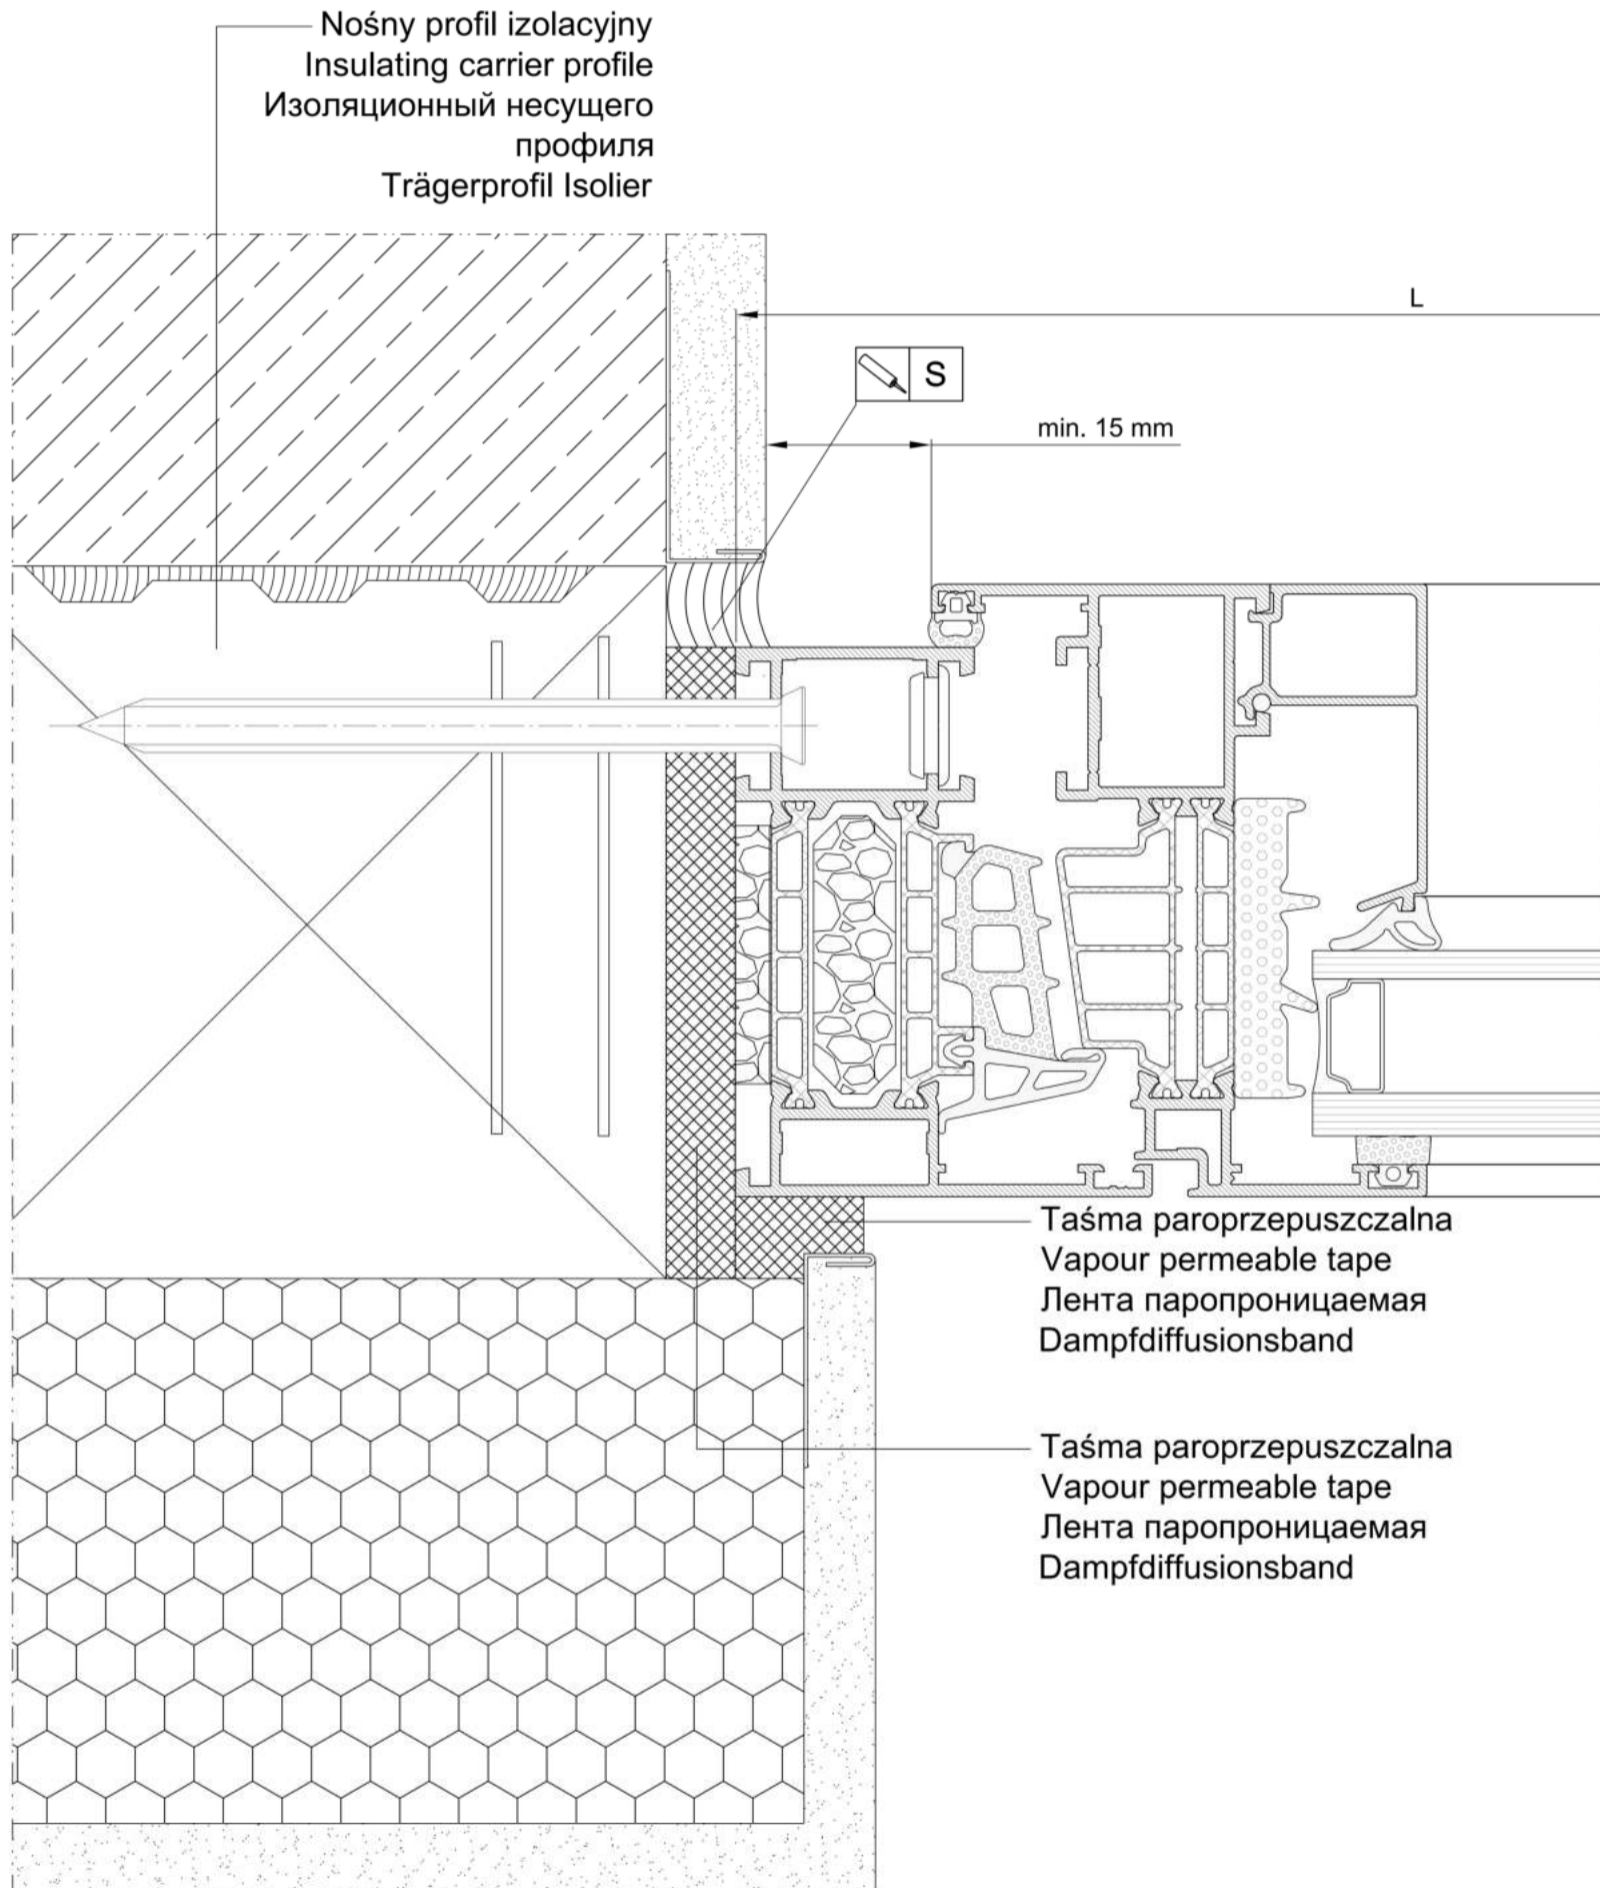 Nośny profil izolacyjny
Insulating carrier profile
Изоляционный несущего
профиля
Trägerprofil Isolier
L
S
min. 15 mm
Taśma paroprzepuszczalna
Vapour permeable tape
Лента паропроницаемая
Dampfdiffusionsband
Taśma paroprzepuszczalna
Vapour permeable tape
Лента паропроницаемая
Dampfdiffusionsband